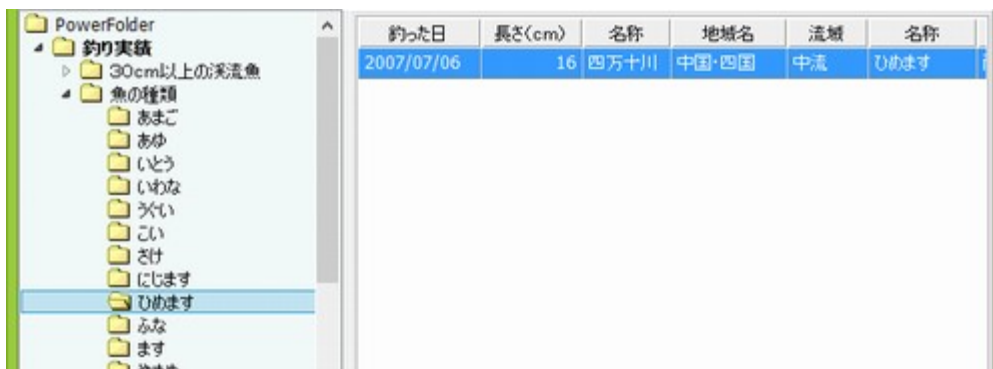 PowerFolder
釣り実績
30cm以上の渓流魚
魚の種類
あまご
あゆ
いとう
いわな
うぐい
こい
さけ
にじます
ひめます
ふな
ます
釣った日 長さ(cm) 名称 地域名 流域 名称
2007/07/06 16 四万十川 中国・四国 中流 ひめます